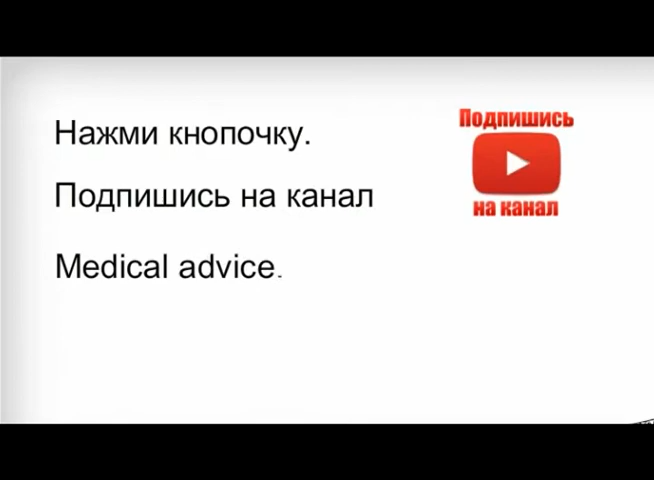 Нажми кнопочку.
Подпишись на канал
Medical advice.
Подпишись
на канал